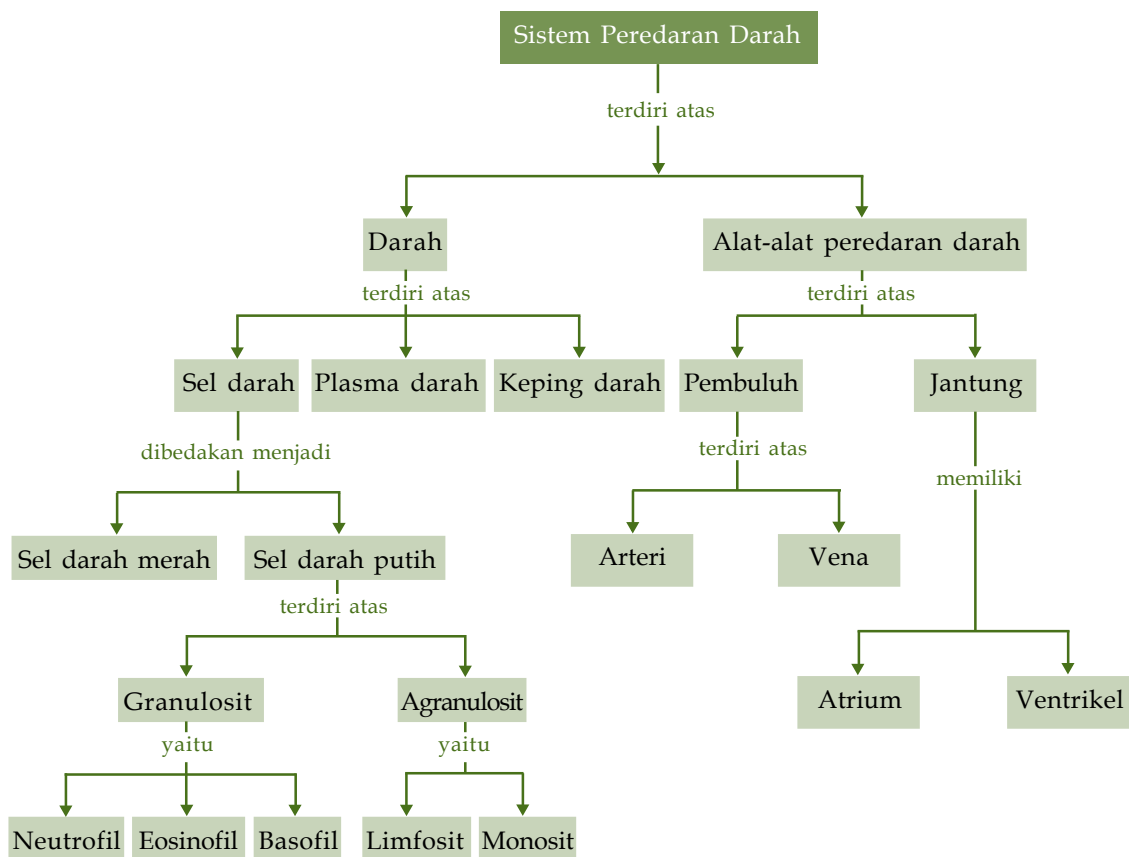 Sistem Peredaran Darah
terdiri atas
Darah
Alat-alat peredaran darah
terdiri atas
terdiri atas
Sel darah
Plasma darah
Keping darah
Pembuluh
Jantung
dibedakan menjadi
terdiri atas
memiliki
Sel darah merah
Sel darah putih
Arteri
Vena
terdiri atas
Granulosit
Agranulosit
Atrium
Ventrikel
yaitu
yaitu
Neutrofil
Eosinofil
Basofil
Limfosit
Monosit